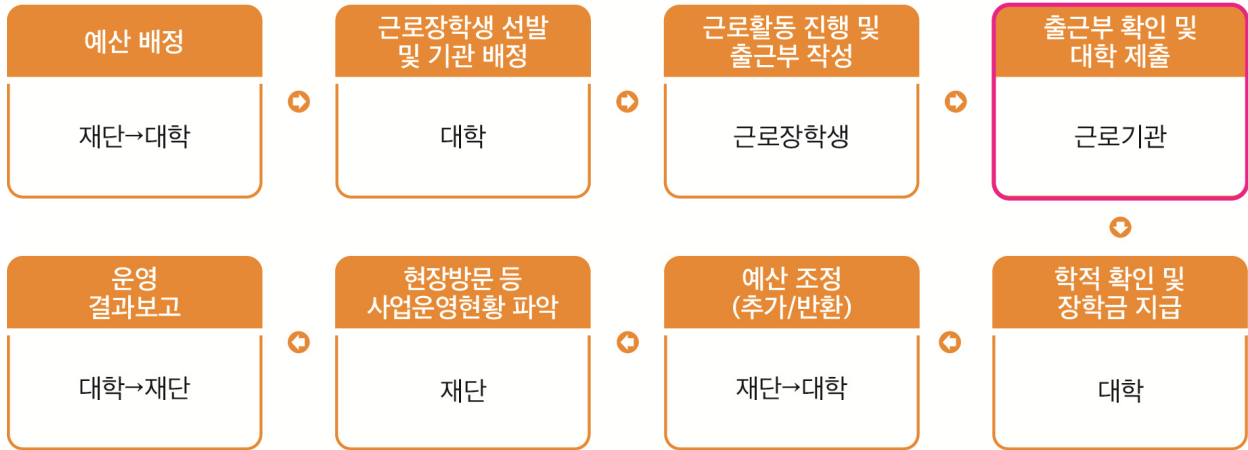 예산 배정
재단→대학
근로장학생 선발
및 기관 배정
대학
근로활동 진행 및
출근부 작성
근로장학생
출근부 확인 및
대학 제출
근로기관
학적 확인 및
장학금 지급
대학
예산 조정
(추가/반환)
재단→대학
현장방문 등
사업운영현황 파악
재단
운영
결과보고
대학→재단